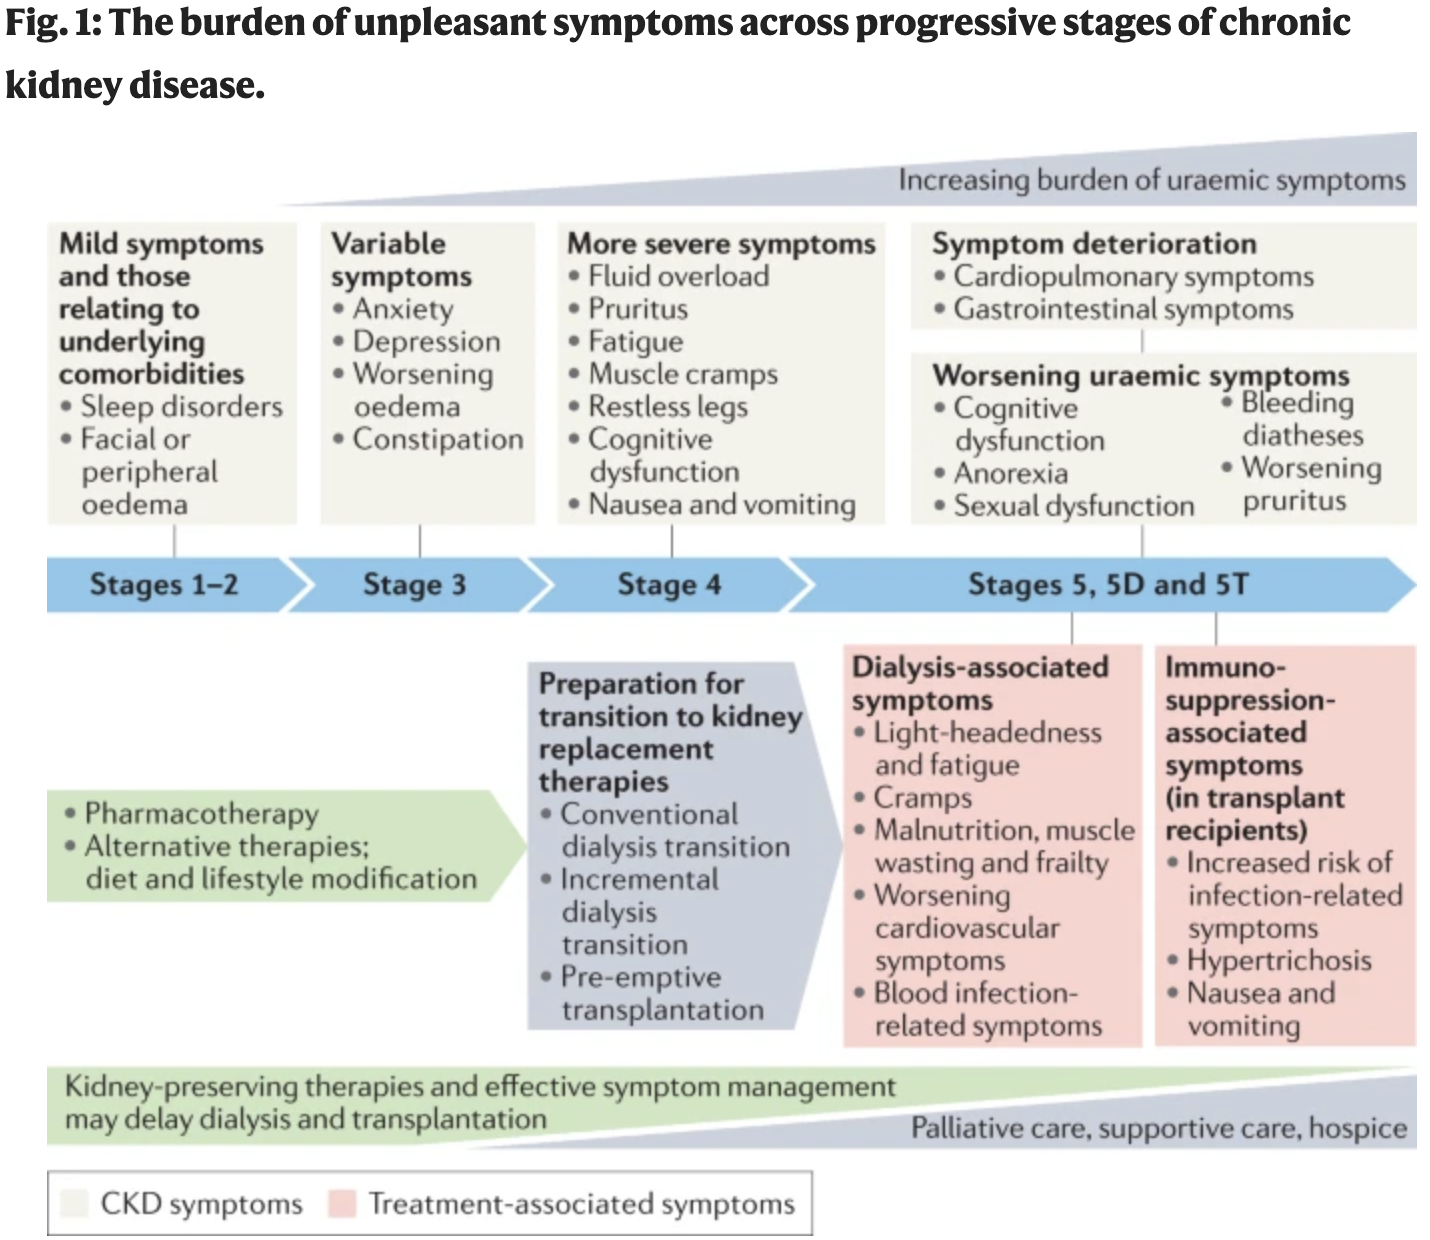 Fig. 1: The burden of unpleasant symptoms across progressive stages of chronic
kidney disease.
Increasing burden of uraemic symptoms
Mild symptoms
and those
relating to
underlying
comorbidities
• Sleep disorders
• Facial or
peripheral
oedema
Variable
symptoms
• Anxiety
• Depression
• Worsening
oedema
• Constipation
More severe symptoms
• Fluid overload
• Pruritus
• Fatigue
• Muscle cramps
• Restless legs
• Cognitive
dysfunction
• Nausea and vomiting
Symptom deterioration
• Cardiopulmonary symptoms
• Gastrointestinal symptoms
Worsening uraemic symptoms
• Cognitive
dysfunction
• Anorexia
• Sexual dysfunction
• Bleeding
diatheses
• Worsening
pruritus
Stages 1–2
Stage 3
Stage 4
Stages 5, 5D and 5T
• Pharmacotherapy
• Alternative therapies;
diet and lifestyle modification
Preparation for
transition to kidney
replacement
therapies
• Conventional
dialysis transition
• Incremental
dialysis
transition
• Pre-emptive
transplantation
Dialysis-associated
symptoms
• Light-headedness
and fatigue
• Cramps
• Malnutrition, muscle
wasting and frailty
• Worsening
cardiovascular
symptoms
• Blood infection-
related symptoms
Immuno-
suppression-
associated
symptoms
(in transplant
recipients)
• Increased risk of
infection-related
symptoms
• Hypertrichosis
• Nausea and
vomiting
Kidney-preserving therapies and effective symptom management
may delay dialysis and transplantation
Palliative care, supportive care, hospice
CKD symptoms
Treatment-associated symptoms